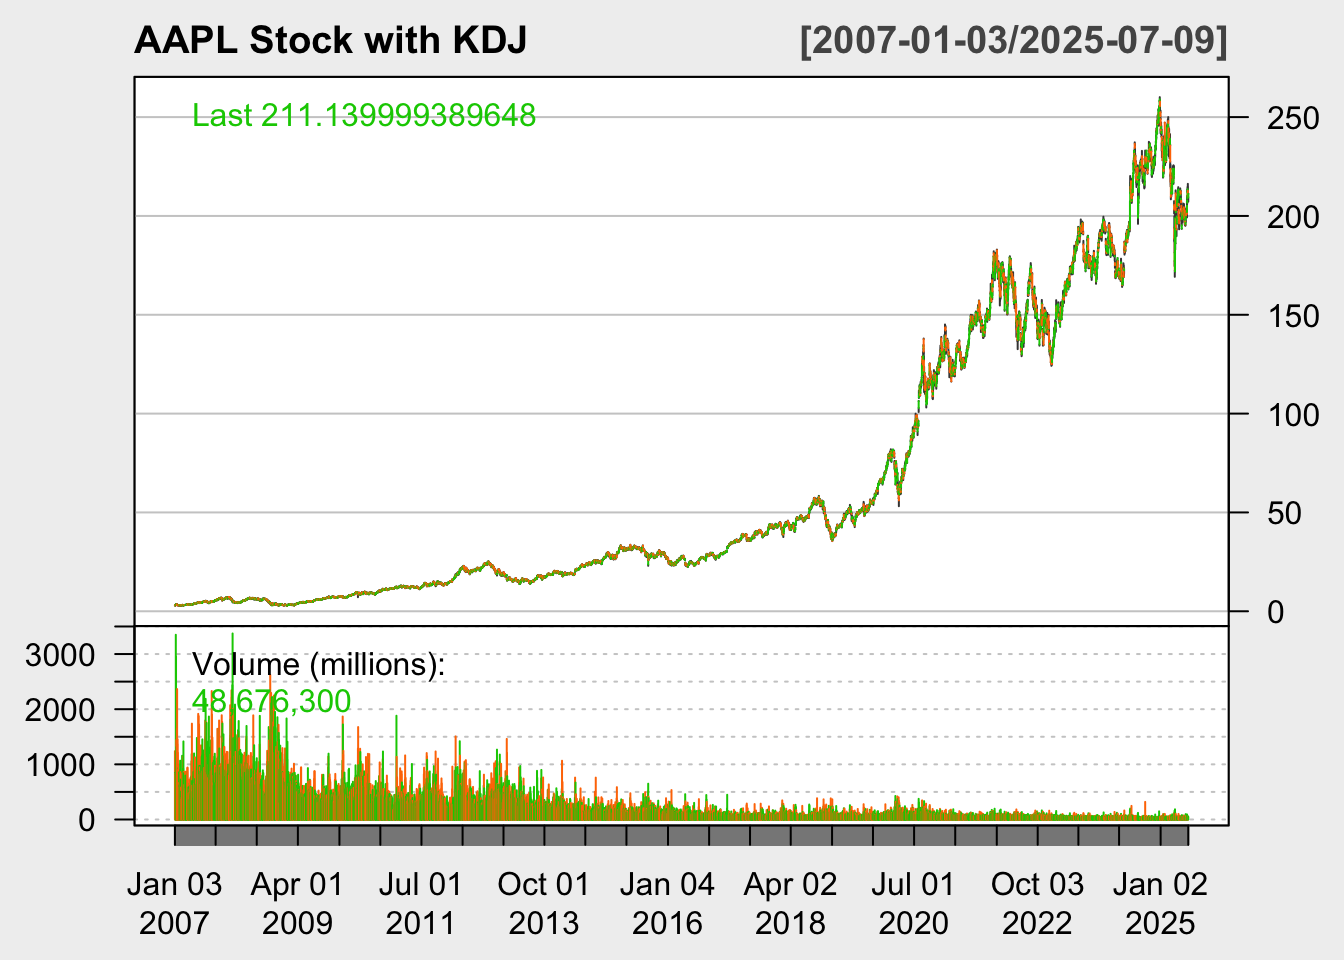 AAPL Stock with KDJ
[2007-01-03/2025-07-09]
Last 211.139999389648
250
200
150
100
50
0
Volume (millions):
48,676,300
3000
2000
1000
0
Jan 03 Apr 01 Jul 01 Oct 01 Jan 04 Apr 02 Jul 01 Oct 03 Jan 02
2007 2009 2011 2013 2016 2018 2020 2022 2025